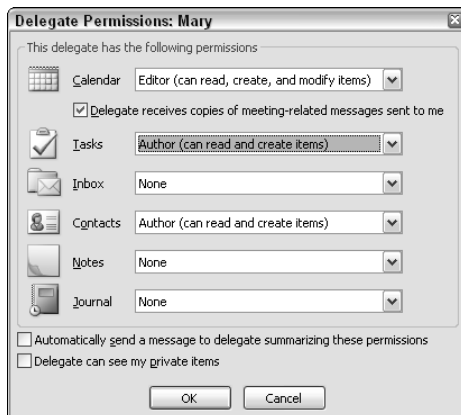 Delegate Permissions: Mary
This delegate has the following permissions
Calendar Editor (can read, create, and modify items)
Delegate receives copies of meeting-related messages sent to me
Tasks Author (can read and create items)
Inbox None
Contacts Author (can read and create items)
Notes None
Journal None
Automatically send a message to delegate summarizing these permissions
Delegate can see my private items
OK Cancel